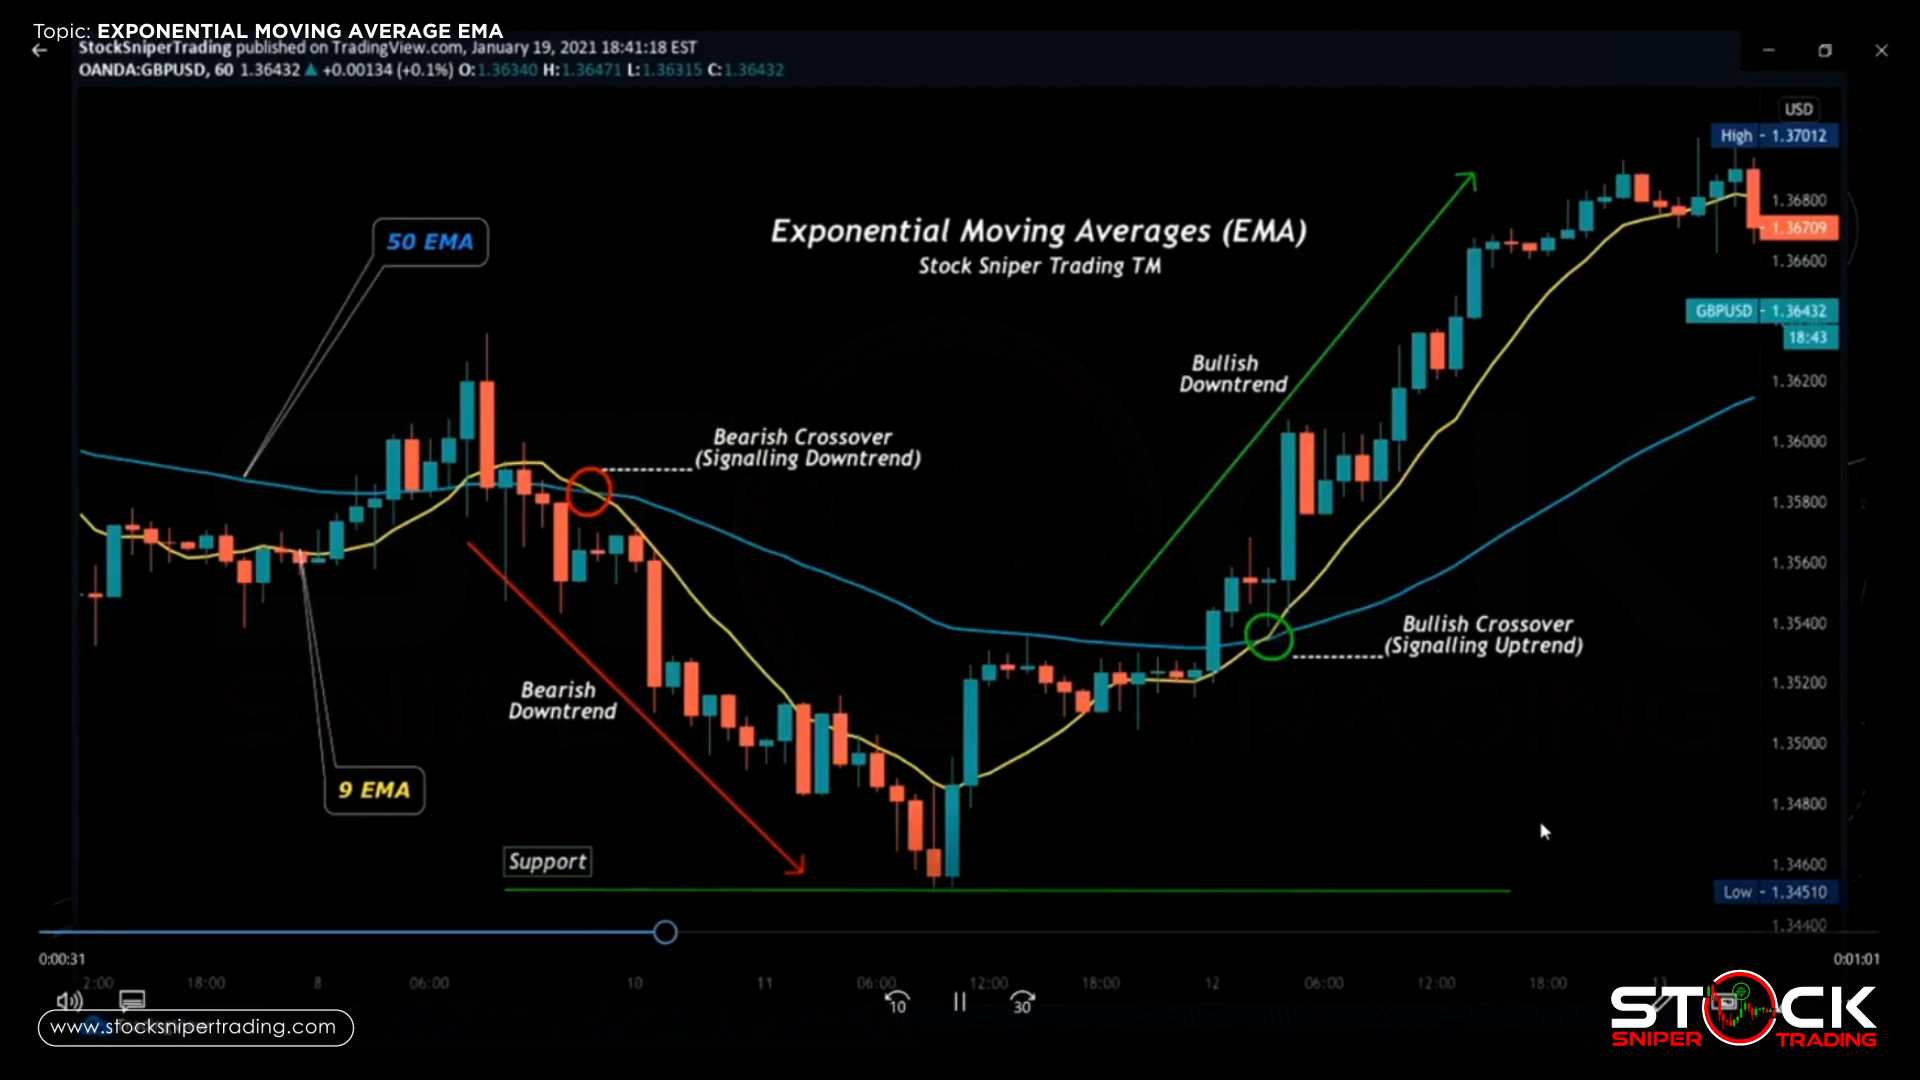 Topic: EXPONENTIAL MOVING AVERAGE EMA
StockSniperTrading published on TradingView.com, January 19, 2021 18:41:18 EST
OANDA:GBPUSD, 60 1.36432 ▲ +0.00134 (+0.1%) O:1.36340 H:1.36471 L:1.36315 C:1.36432
USD
High - 1.37012
1.36800
1.36709
1.36600
GBPUSD - 1.36432
18:43
1.36200
1.36000
1.35800
1.35600
1.35400
1.35200
1.35000
1.34800
1.34600
Low - 1.34510
1.34400
50 EMA
Exponential Moving Averages (EMA)
Stock Sniper Trading TM
Bullish
Downtrend
Bearish Crossover
(Signalling Downtrend)
Bullish Crossover
(Signalling Uptrend)
Bearish
Downtrend
9 EMA
Support
0:00:31
0:01:01
2:00 18:00 8 06:00 10 11 06:00 12:00 18:00 12 06:00 12:00 18:00 13
10
30
www.stocksnipertrading.com
STOCK
SNIPER TRADING